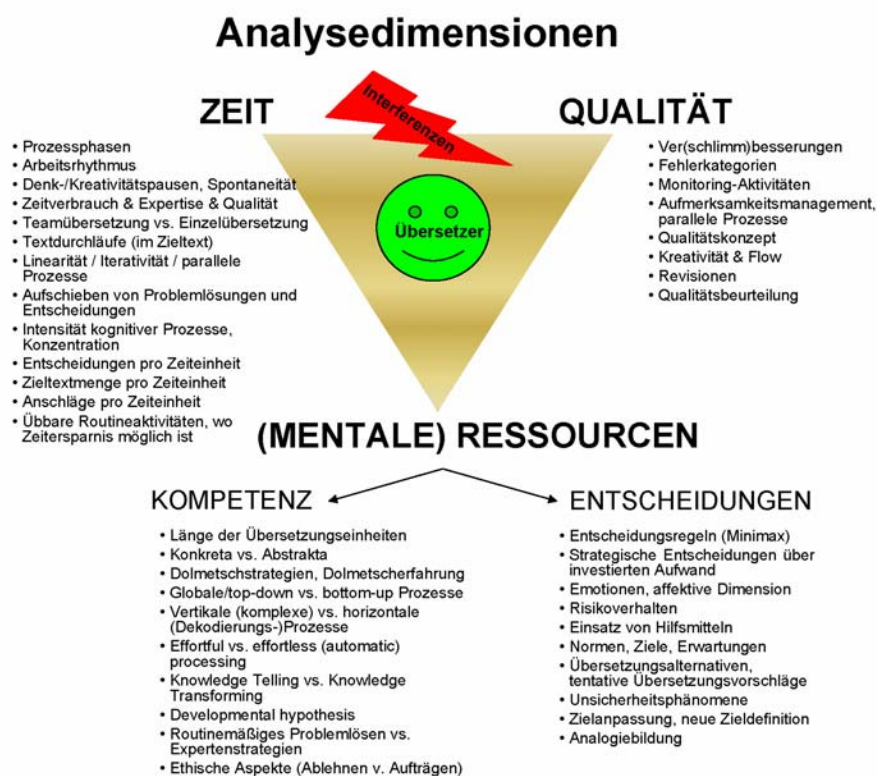 Analysedimensionen
ZEIT
Interferenzen
QUALITÄT
• Prozessphasen
• Arbeitsrhythmus
• Denk-/Kreativitätspausen, Spontaneität
• Zeitverbrauch & Expertise & Qualität
• Teamübersetzung vs. Einzelübersetzung
• Textdurchläufe (im Zieltext)
• Linearität / Iterativität / parallele
Prozesse
• Aufschieben von Problemlösungen und
Entscheidungen
• Intensität kognitiver Prozesse,
Konzentration
• Entscheidungen pro Zeiteinheit
• Zieltextmenge pro Zeiteinheit
• Anschläge pro Zeiteinheit
• Übbare Routineaktivitäten, wo
Zeitersparnis möglich ist
Übersetzer
• Ver(schlimm)besserungen
• Fehlerkategorien
• Monitoring-Aktivitäten
• Aufmerksamkeitsmanagement,
parallele Prozesse
• Qualitätskonzept
• Kreativität & Flow
• Revisionen
• Qualitätsbeurteilung
(MENTALE) RESSOURCEN
KOMPETENZ
• Länge der Übersetzungseinheiten
• Konkreta vs. Abstrakta
• Dolmetschstrategien, Dolmetscherfahrung
• Globale/top-down vs. bottom-up Prozesse
• Vertikale (komplexe) vs. horizontale
(Dekodierungs-)Prozesse
• Effortful vs. effortless (automatic)
processing
• Knowledge Telling vs. Knowledge
Transforming
• Developmental hypothesis
• Routinemäßiges Problemlösen vs.
Expertenstrategien
• Ethische Aspekte (Ablehnen v. Aufträgen)
ENTSCHEIDUNGEN
• Entscheidungsregeln (Minimax)
• Strategische Entscheidungen über
investierten Aufwand
• Emotionen, affektive Dimension
• Risikoverhalten
• Einsatz von Hilfsmitteln
• Normen, Ziele, Erwartungen
• Übersetzungsalternativen,
tentative Übersetzungsvorschläge
• Unsicherheitsphänomene
• Zielanpassung, neue Zieldefinition
• Analogiebildung